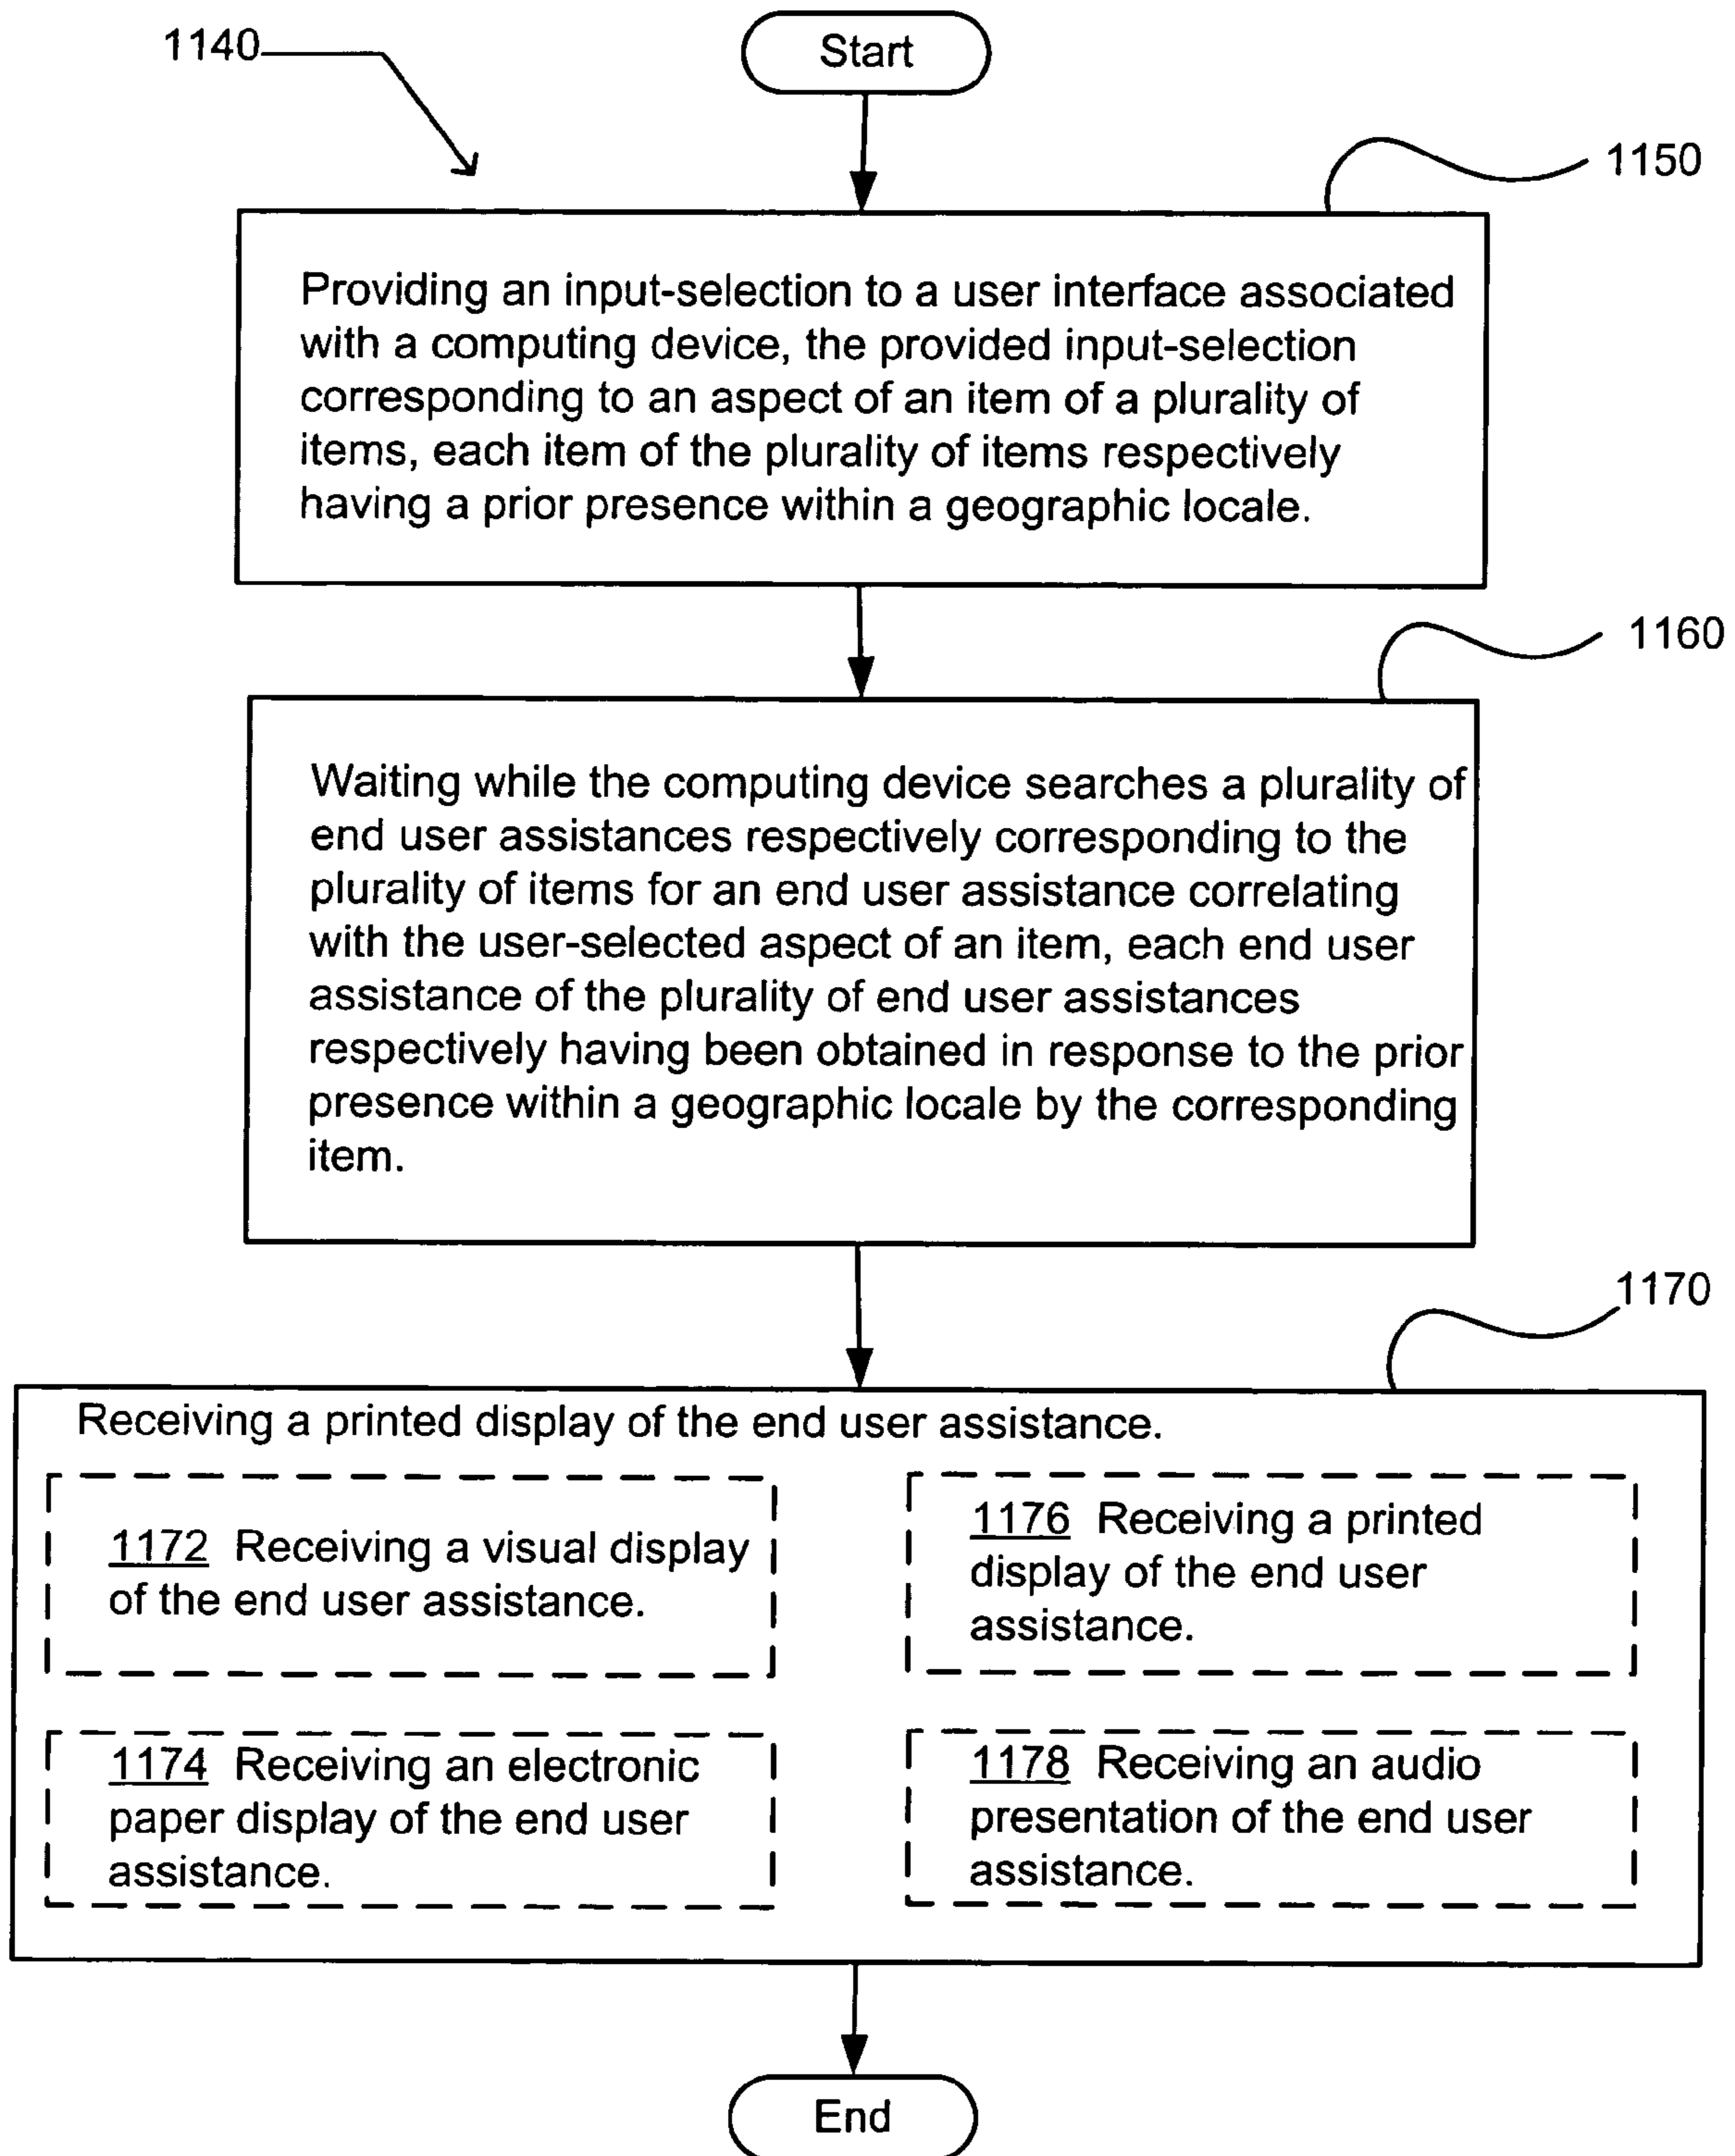 1140
Start
1150
Providing an input-selection to a user interface associated
with a computing device, the provided input-selection
corresponding to an aspect of an item of a plurality of
items, each item of the plurality of items respectively
having a prior presence within a geographic locale.
1160
Waiting while the computing device searches a plurality of
end user assistances respectively corresponding to the
plurality of items for an end user assistance correlating
with the user-selected aspect of an item, each end user
assistance of the plurality of end user assistances
respectively having been obtained in response to the prior
presence within a geographic locale by the corresponding
item.
1170
Receiving a printed display of the end user assistance.
1172 Receiving a visual display
of the end user assistance.
1176 Receiving a printed
display of the end user
assistance.
1174 Receiving an electronic
paper display of the end user
assistance.
1178 Receiving an audio
presentation of the end user
assistance.
End